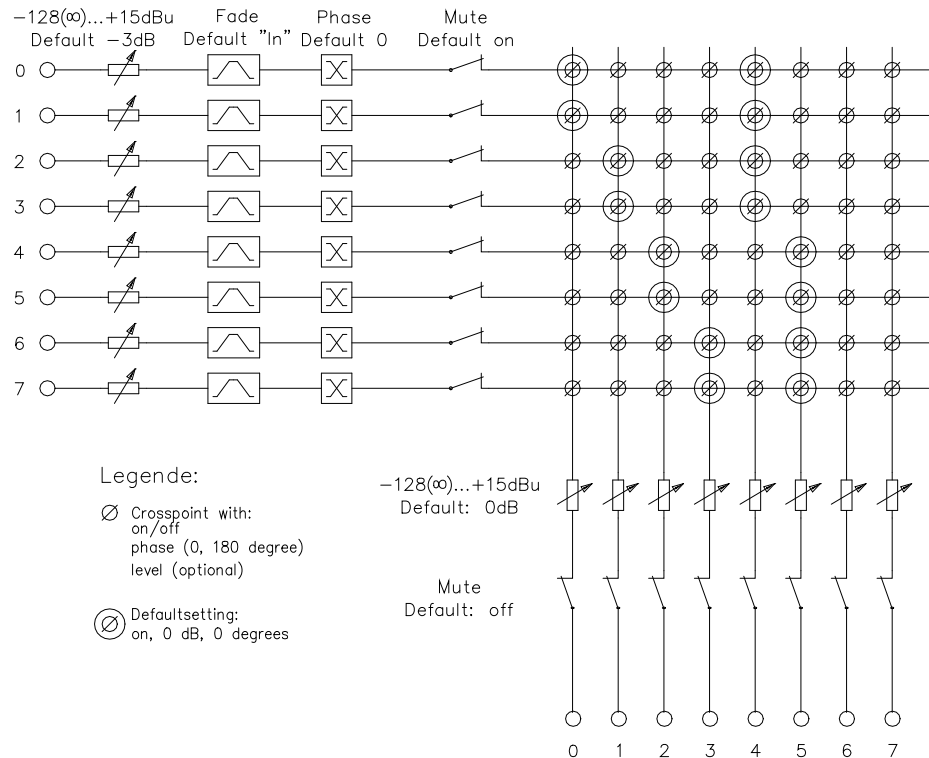 −128(∞)...+15dBu Fade Phase Mute
Default −3dB Default "In" Default 0 Default on
0
1
2
3
4
5
6
7
Legende:
Crosspoint with:
on/off
phase (0, 180 degree)
level (optional)
Defaultsetting:
on, 0 dB, 0 degrees
−128(∞)...+15dBu
Default: 0dB
Mute
Default: off
0 1 2 3 4 5 6 7